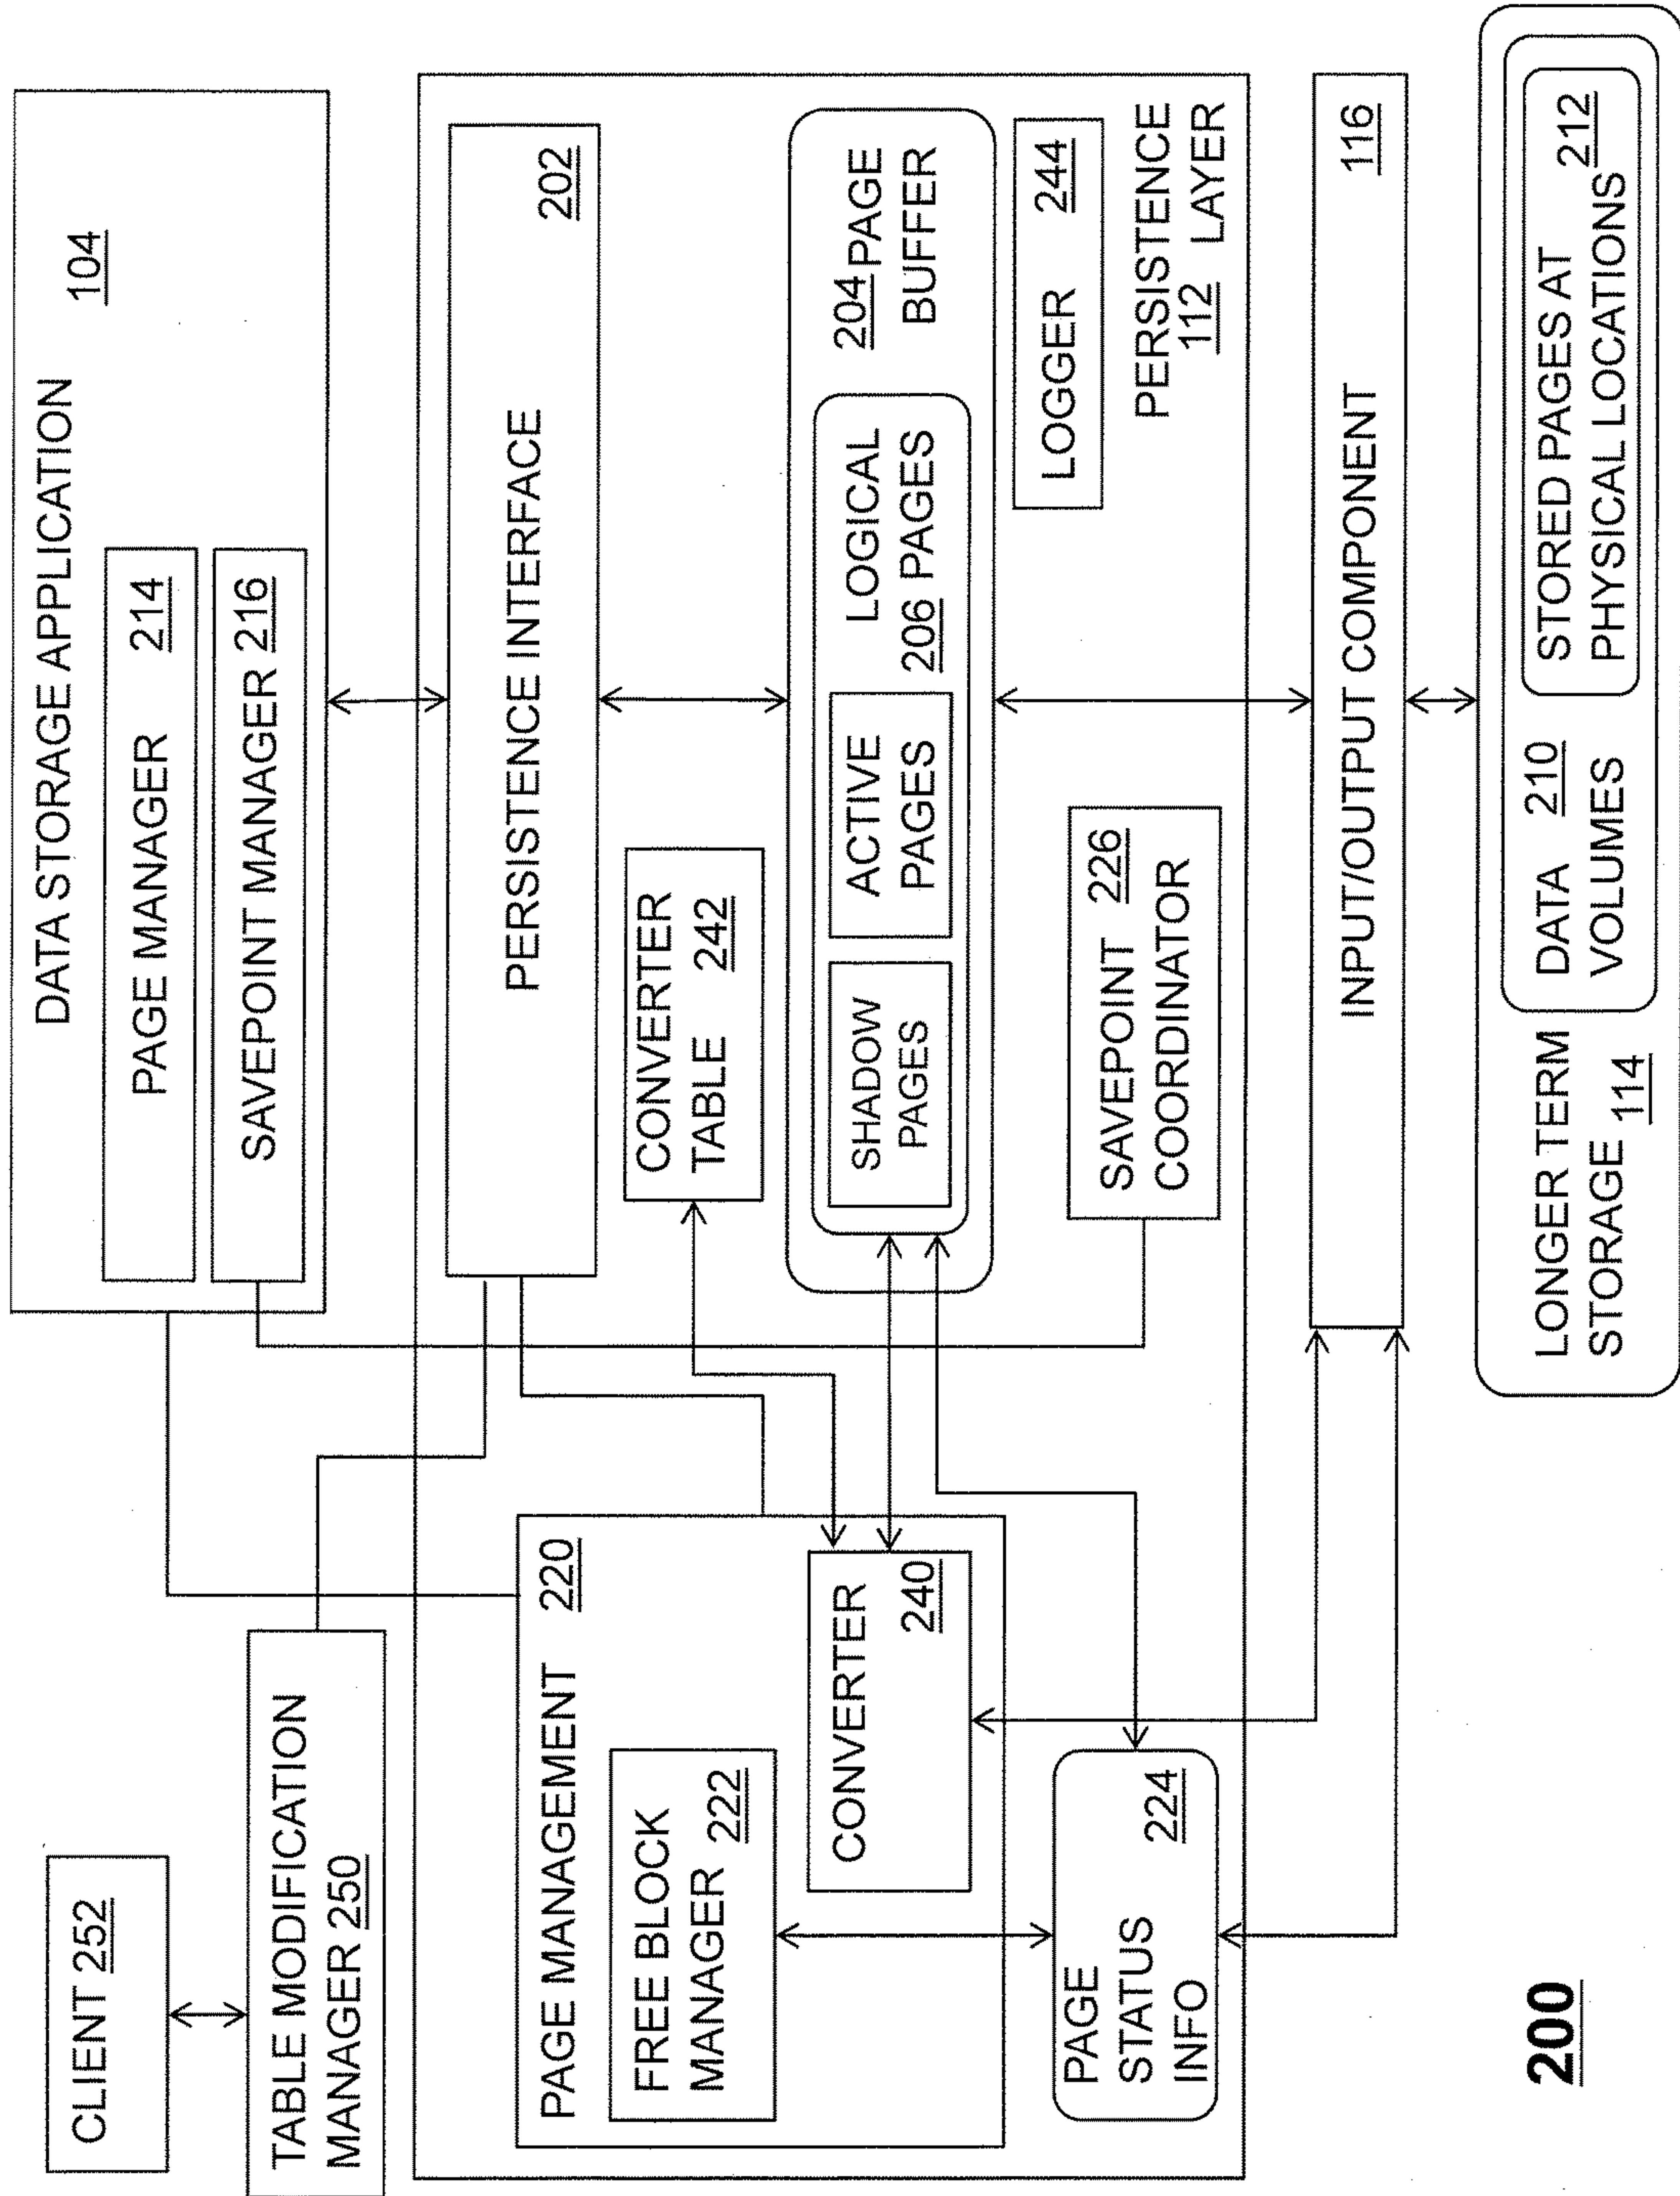 CLIENT 252
TABLE MODIFICATION
MANAGER 250
DATA STORAGE APPLICATION
104
PAGE MANAGER 214
SAVEPOINT MANAGER 216
PERSISTENCE INTERFACE
202
PAGE MANAGEMENT 220
FREE BLOCK
MANAGER 222
CONVERTER
240
CONVERTER
TABLE 242
204 PAGE
BUFFER
LOGICAL
206 PAGES
ACTIVE
PAGES
SHADOW
PAGES
PAGE
STATUS
INFO
224
SAVEPOINT 226
COORDINATOR
LOGGER 244
PERSISTENCE
112 LAYER
INPUT/OUTPUT COMPONENT 116
LONGER TERM
STORAGE 114
DATA 210
VOLUMES
STORED PAGES AT
PHYSICAL LOCATIONS
212
200